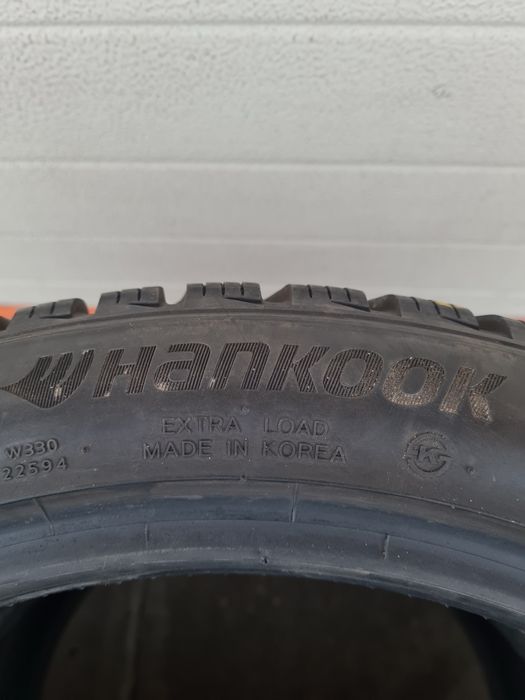 HANKOOK
EXTRA LOAD
MADE IN KOREA
W330
22594